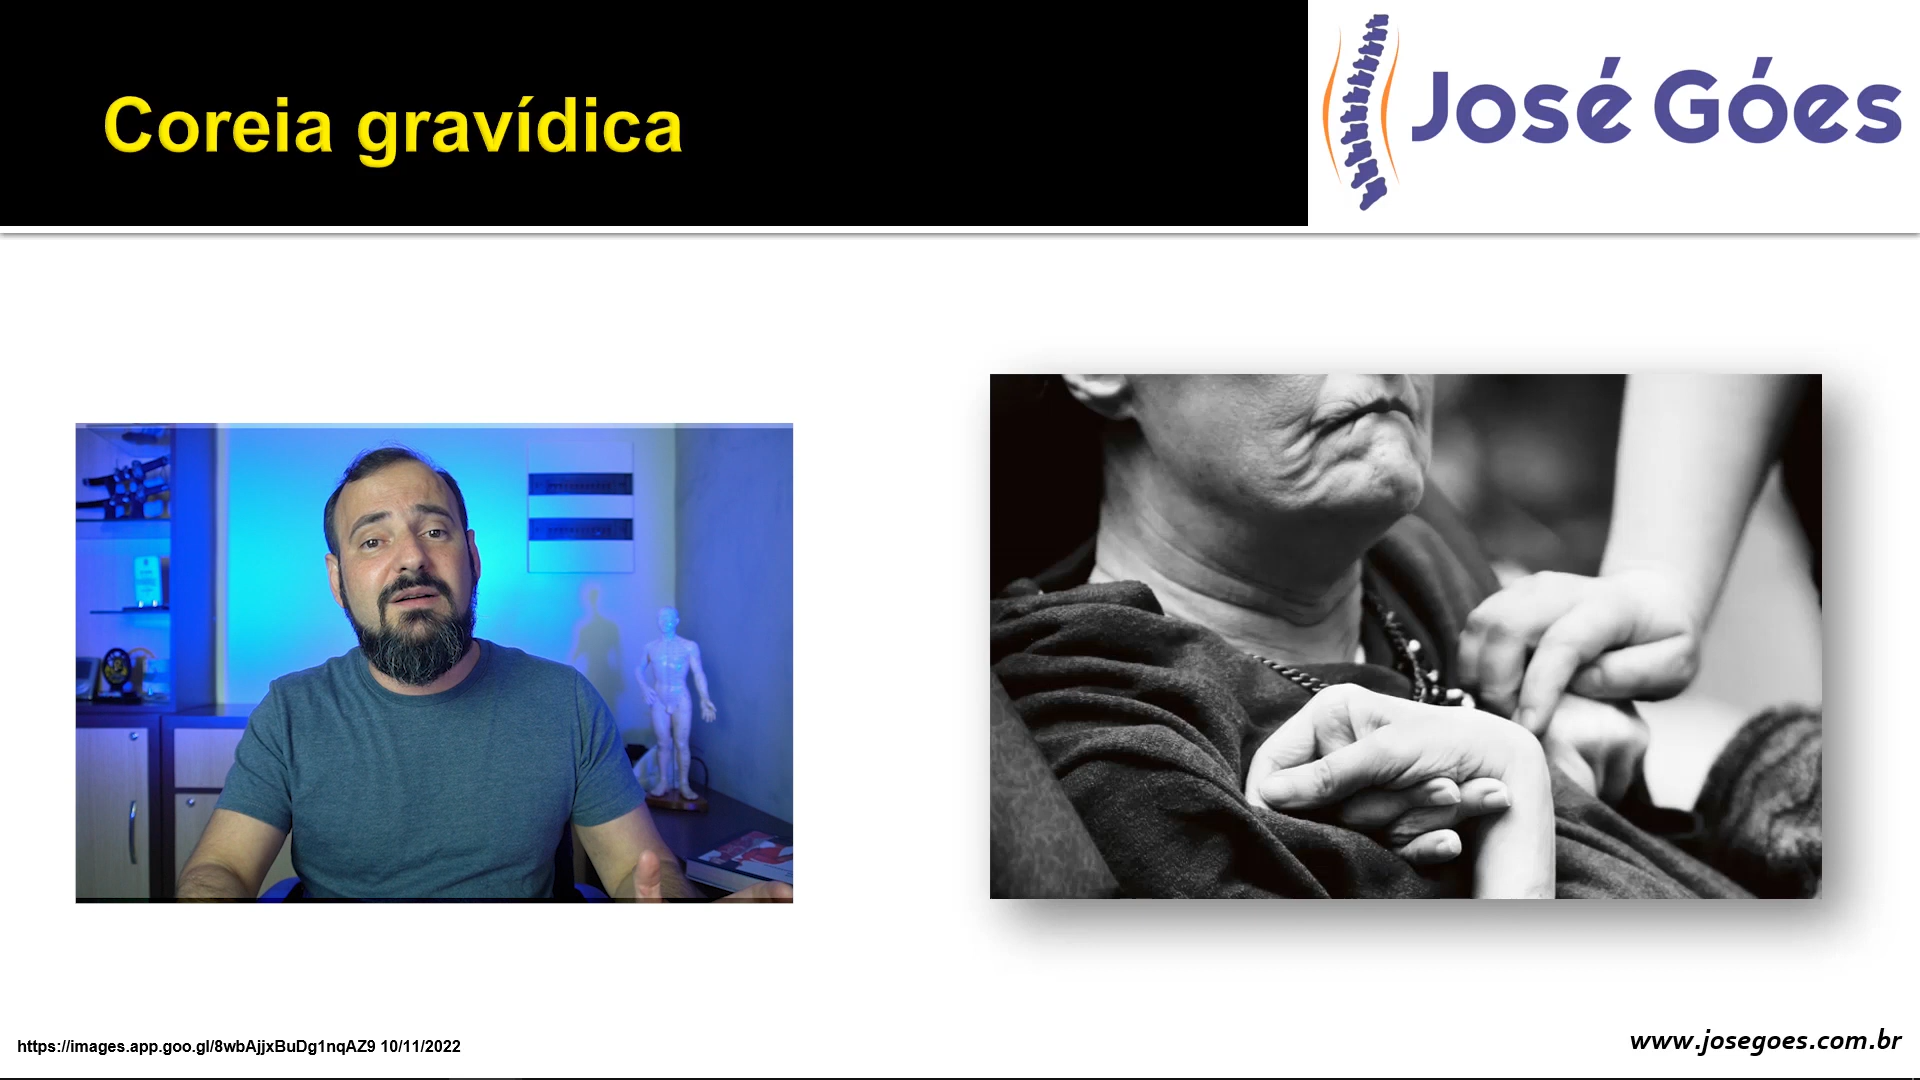 Coreia gravídica
José Góes
https://images.app.goo.gl/8wbAjjxBuDg1nqAZ9 10/11/2022
www.josegoes.com.br